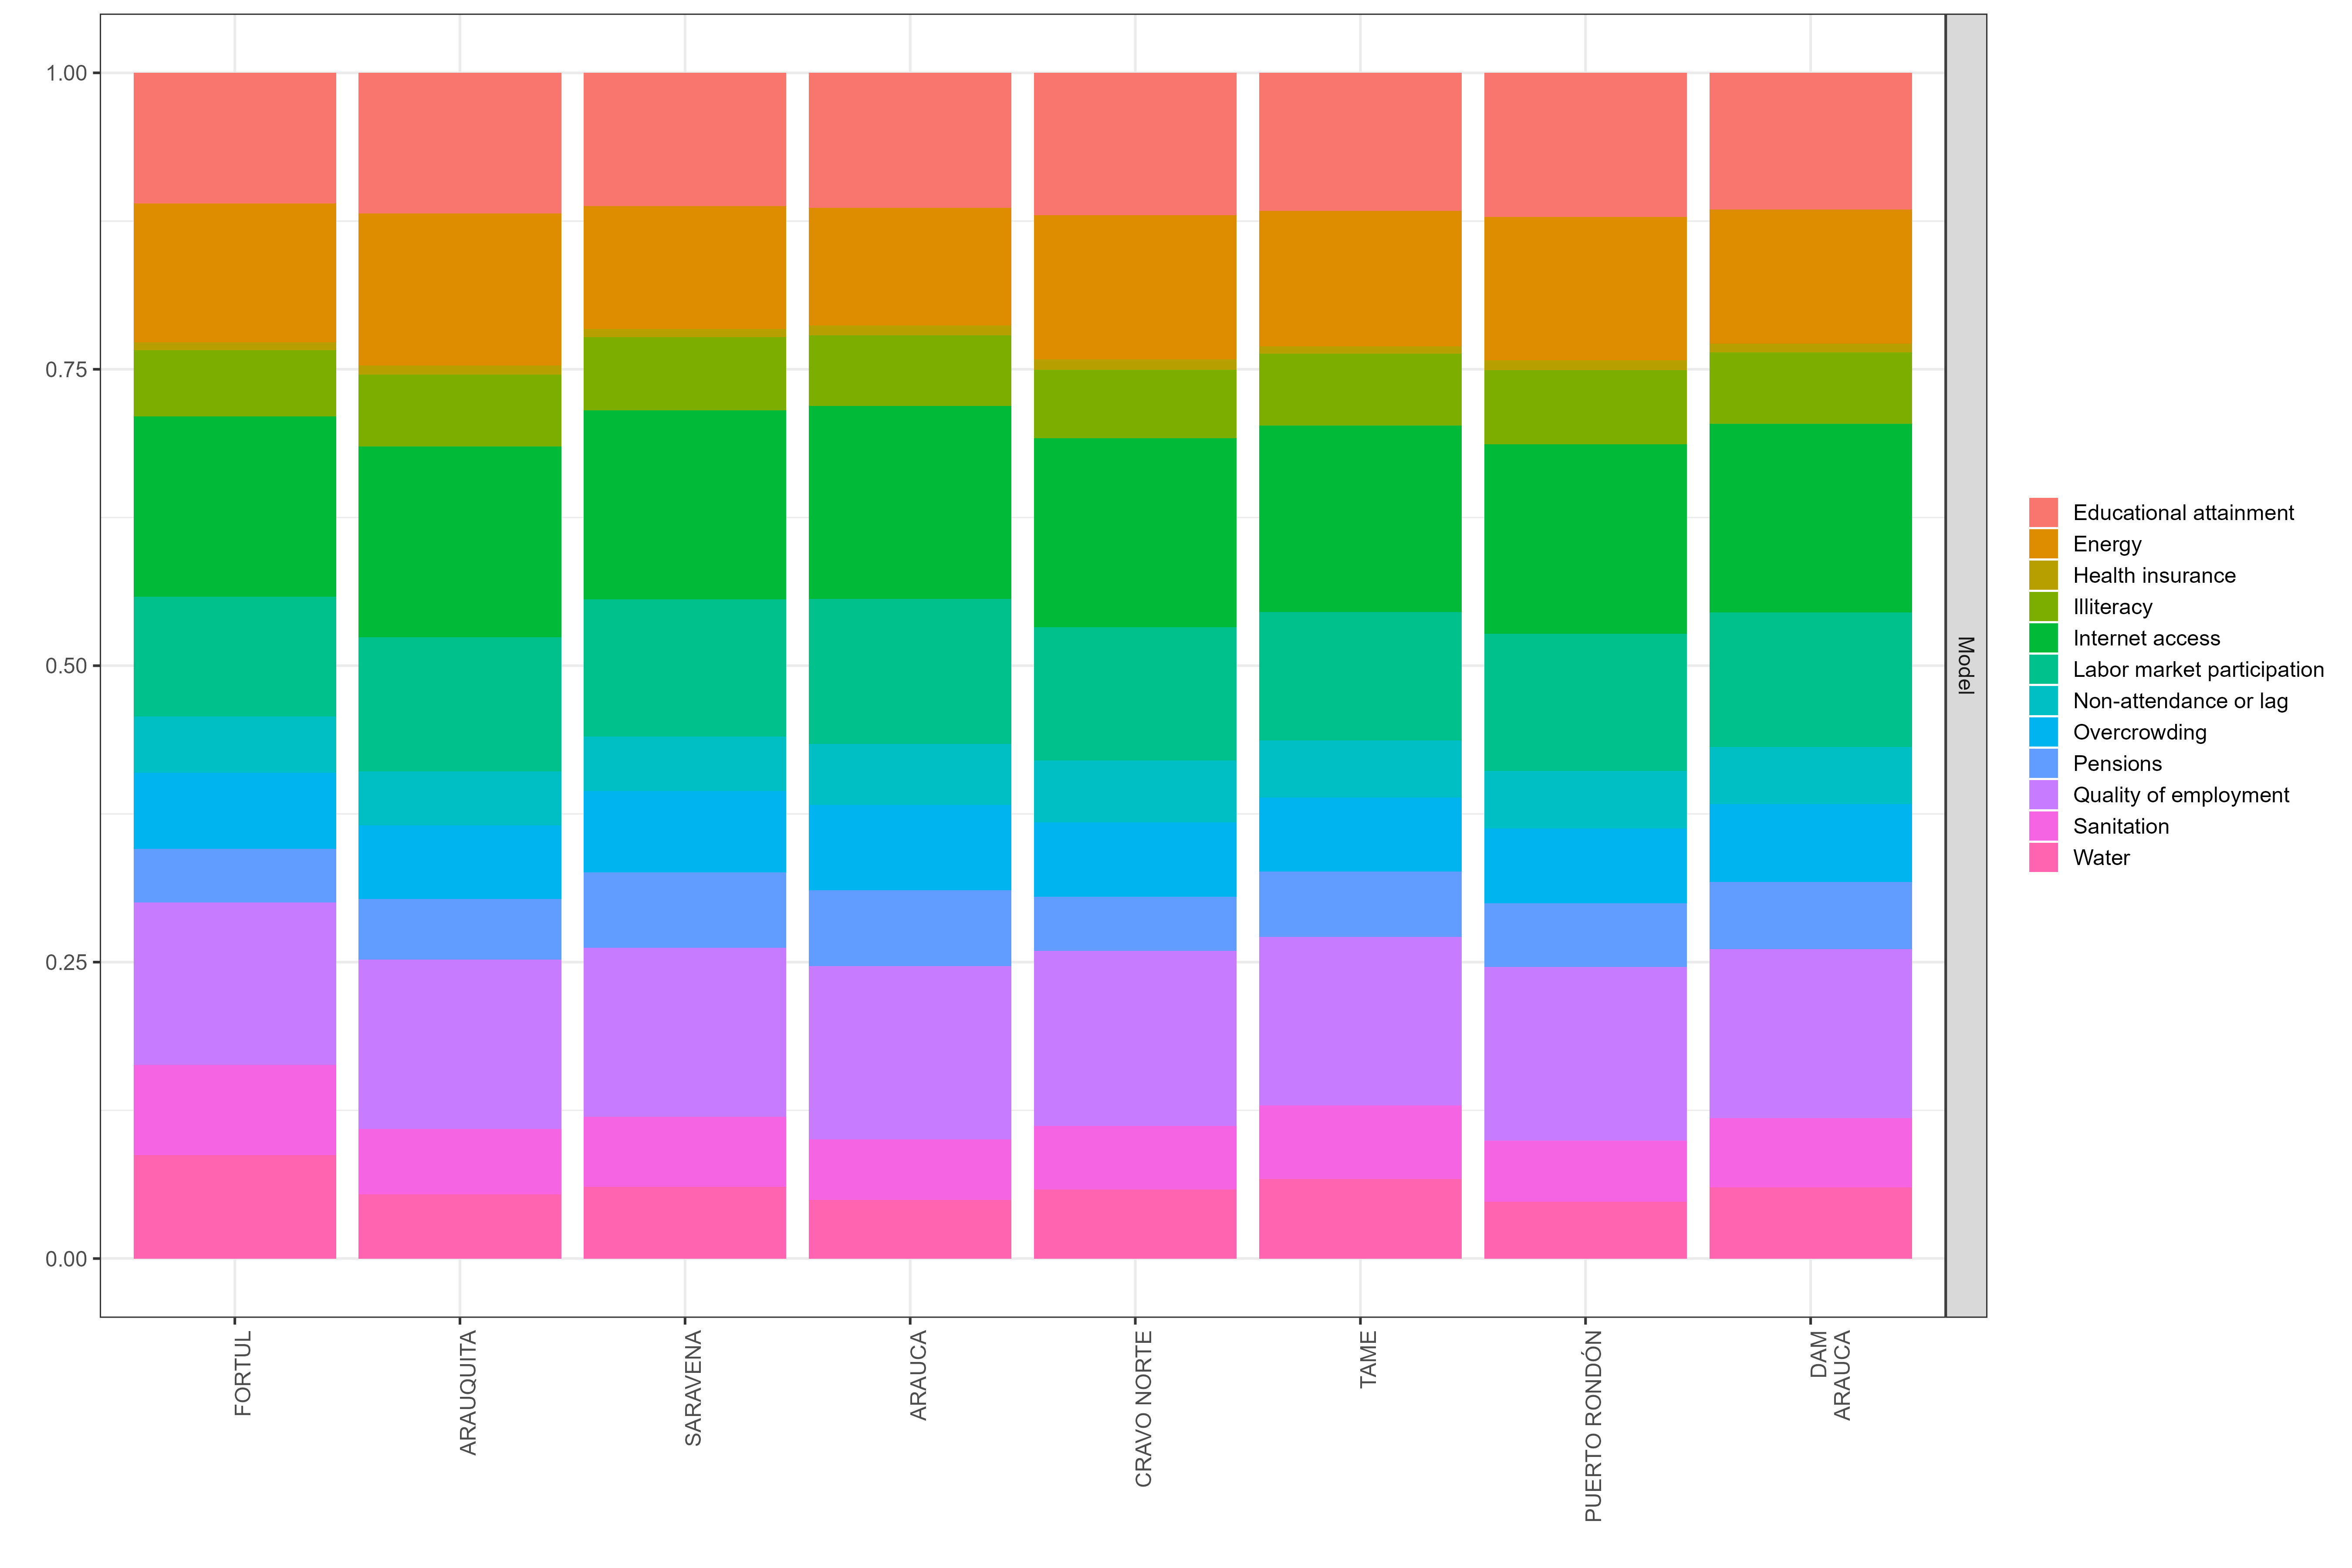 1.00
0.75
0.50
0.25
0.00
FORTUL
ARAUQUITA
SARAVENA
ARAUCA
CRAVO NORTE
TAME
PUERTO RONDÓN
DAM
ARAUCA
Model
Educational attainment
Energy
Health insurance
Illiteracy
Internet access
Labor market participation
Non-attendance or lag
Overcrowding
Pensions
Quality of employment
Sanitation
Water